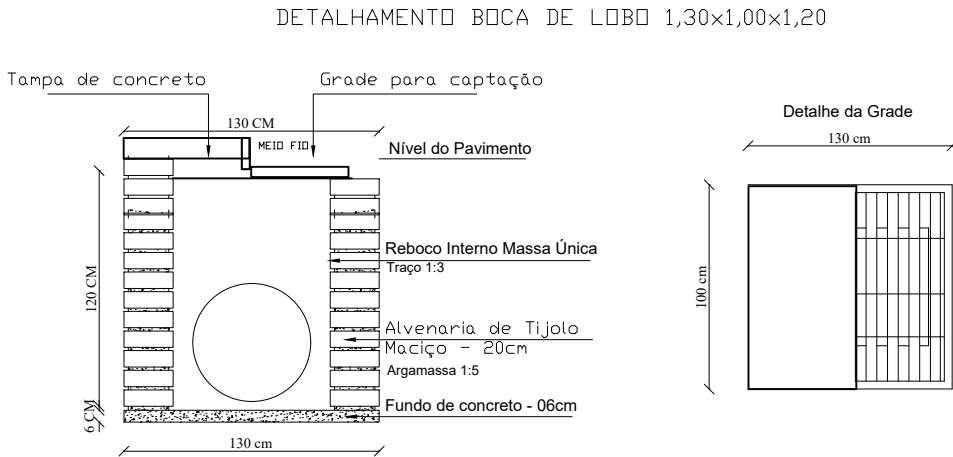 DETALHAMENTO BOCA DE LOBO 1,30x1,00x1,20
Tampa de concreto
Grade para captação
130 CM
MEIO FIO
Nível do Pavimento
Reboco Interno Massa Única
Traço 1:3
120 CM
Alvenaria de Tijolo
Maciço - 20cm
Argamassa 1:5
Fundo de concreto - 06cm
6 CM
130 cm
Detalhe da Grade
130 cm
100 cm